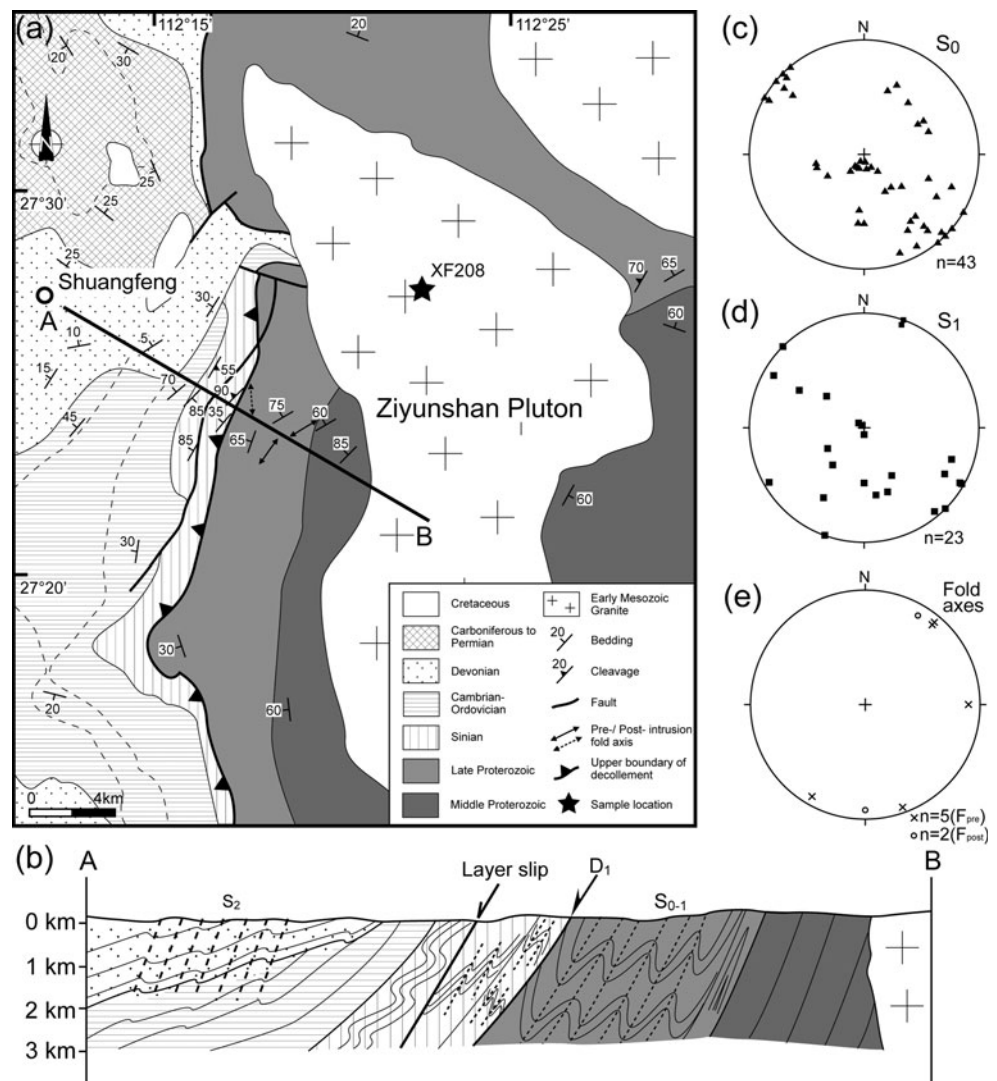 (a)
112°15'
20
112°25'
20
30
25
25
27°30'
25
Shuangfeng
A
30
XF208
70
65
60
10
5
15
70
55
90
85
35
75
60
45
85
65
85
Ziyunshan Pluton
60
B
30
27°20'
30
20
60
0
4km
Cretaceous
Carboniferous to
Permian
Devonian
Cambrian-
Ordovician
Sinian
Late Proterozoic
Middle Proterozoic
Early Mesozoic
Granite
20
Bedding
20
Cleavage
Fault
Pre-/ Post- intrusion
fold axis
Upper boundary of
decollement
Sample location
(c)
N
S0
n=43
(d)
N
S1
n=23
(e)
N
Fold
axes
×n=5(Fpre)
○n=2(Fpost)
(b)
A
B
Layer slip
D1
S2
S0-1
0 km
1 km
2 km
3 km